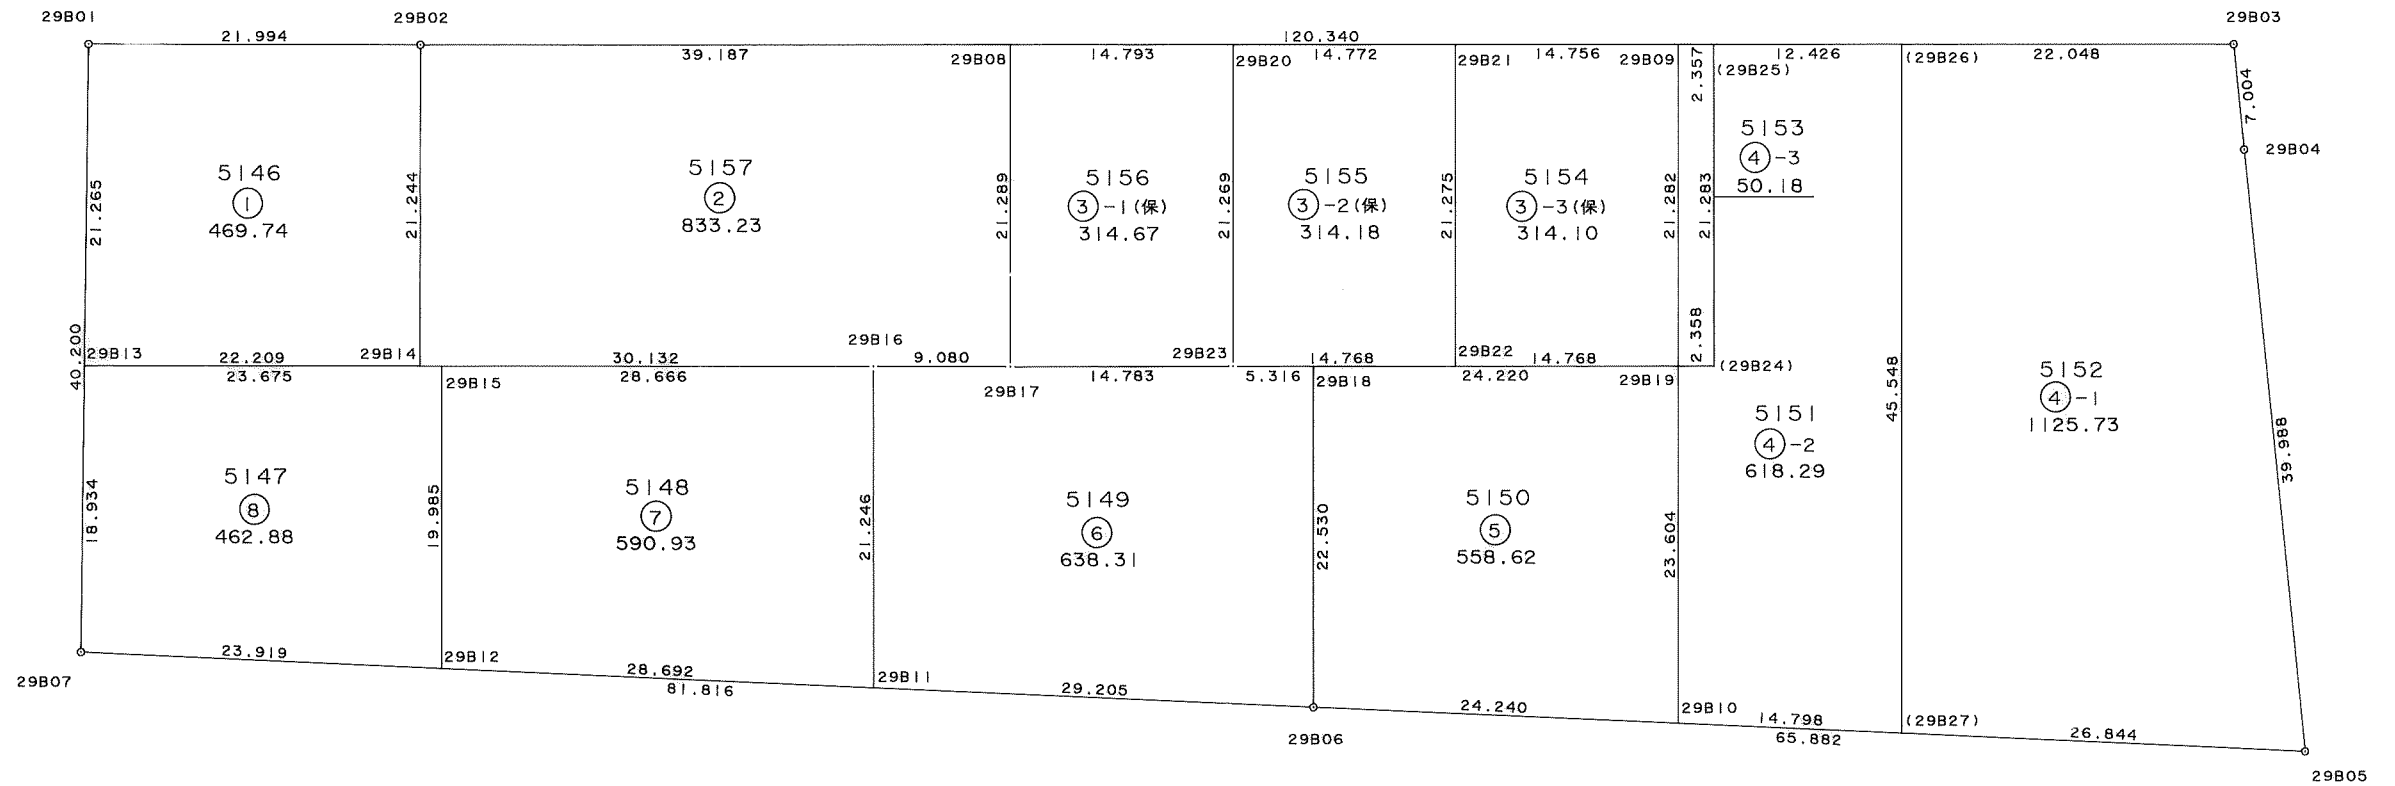 29B01
29B02
29B03
21.994
120.340
39.187
29B08
14.793
29B20
14.772
29B21
14.756
29B09
2.357
(29B25)
12.426
(29B26)
22.048
7.004
29B04
5146
①
469.74
21.265
21.244
5157
②
833.23
21.289
5156
③-1(保)
314.67
21.269
5155
③-2(保)
314.18
21.275
5154
③-3(保)
314.10
21.282
21.283
5153
④-3
50.18
40.200
29B13
22.209
29B14
30.132
29B16
9.080
29B23
14.768
29B22
14.768
2.358
23.675
29B15
28.666
29B17
14.783
5.316
29B18
24.220
29B19
(29B24)
45.548
5152
④-1
1125.73
39.988
5151
④-2
618.29
5147
⑧
462.88
18.934
19.985
5148
⑦
590.93
21.246
5149
⑥
638.31
22.530
5150
⑤
558.62
23.604
29B07
23.919
29B12
28.692
81.816
29B11
29.205
29B06
24.240
29B10
14.798
65.882
(29B27)
26.844
29B05